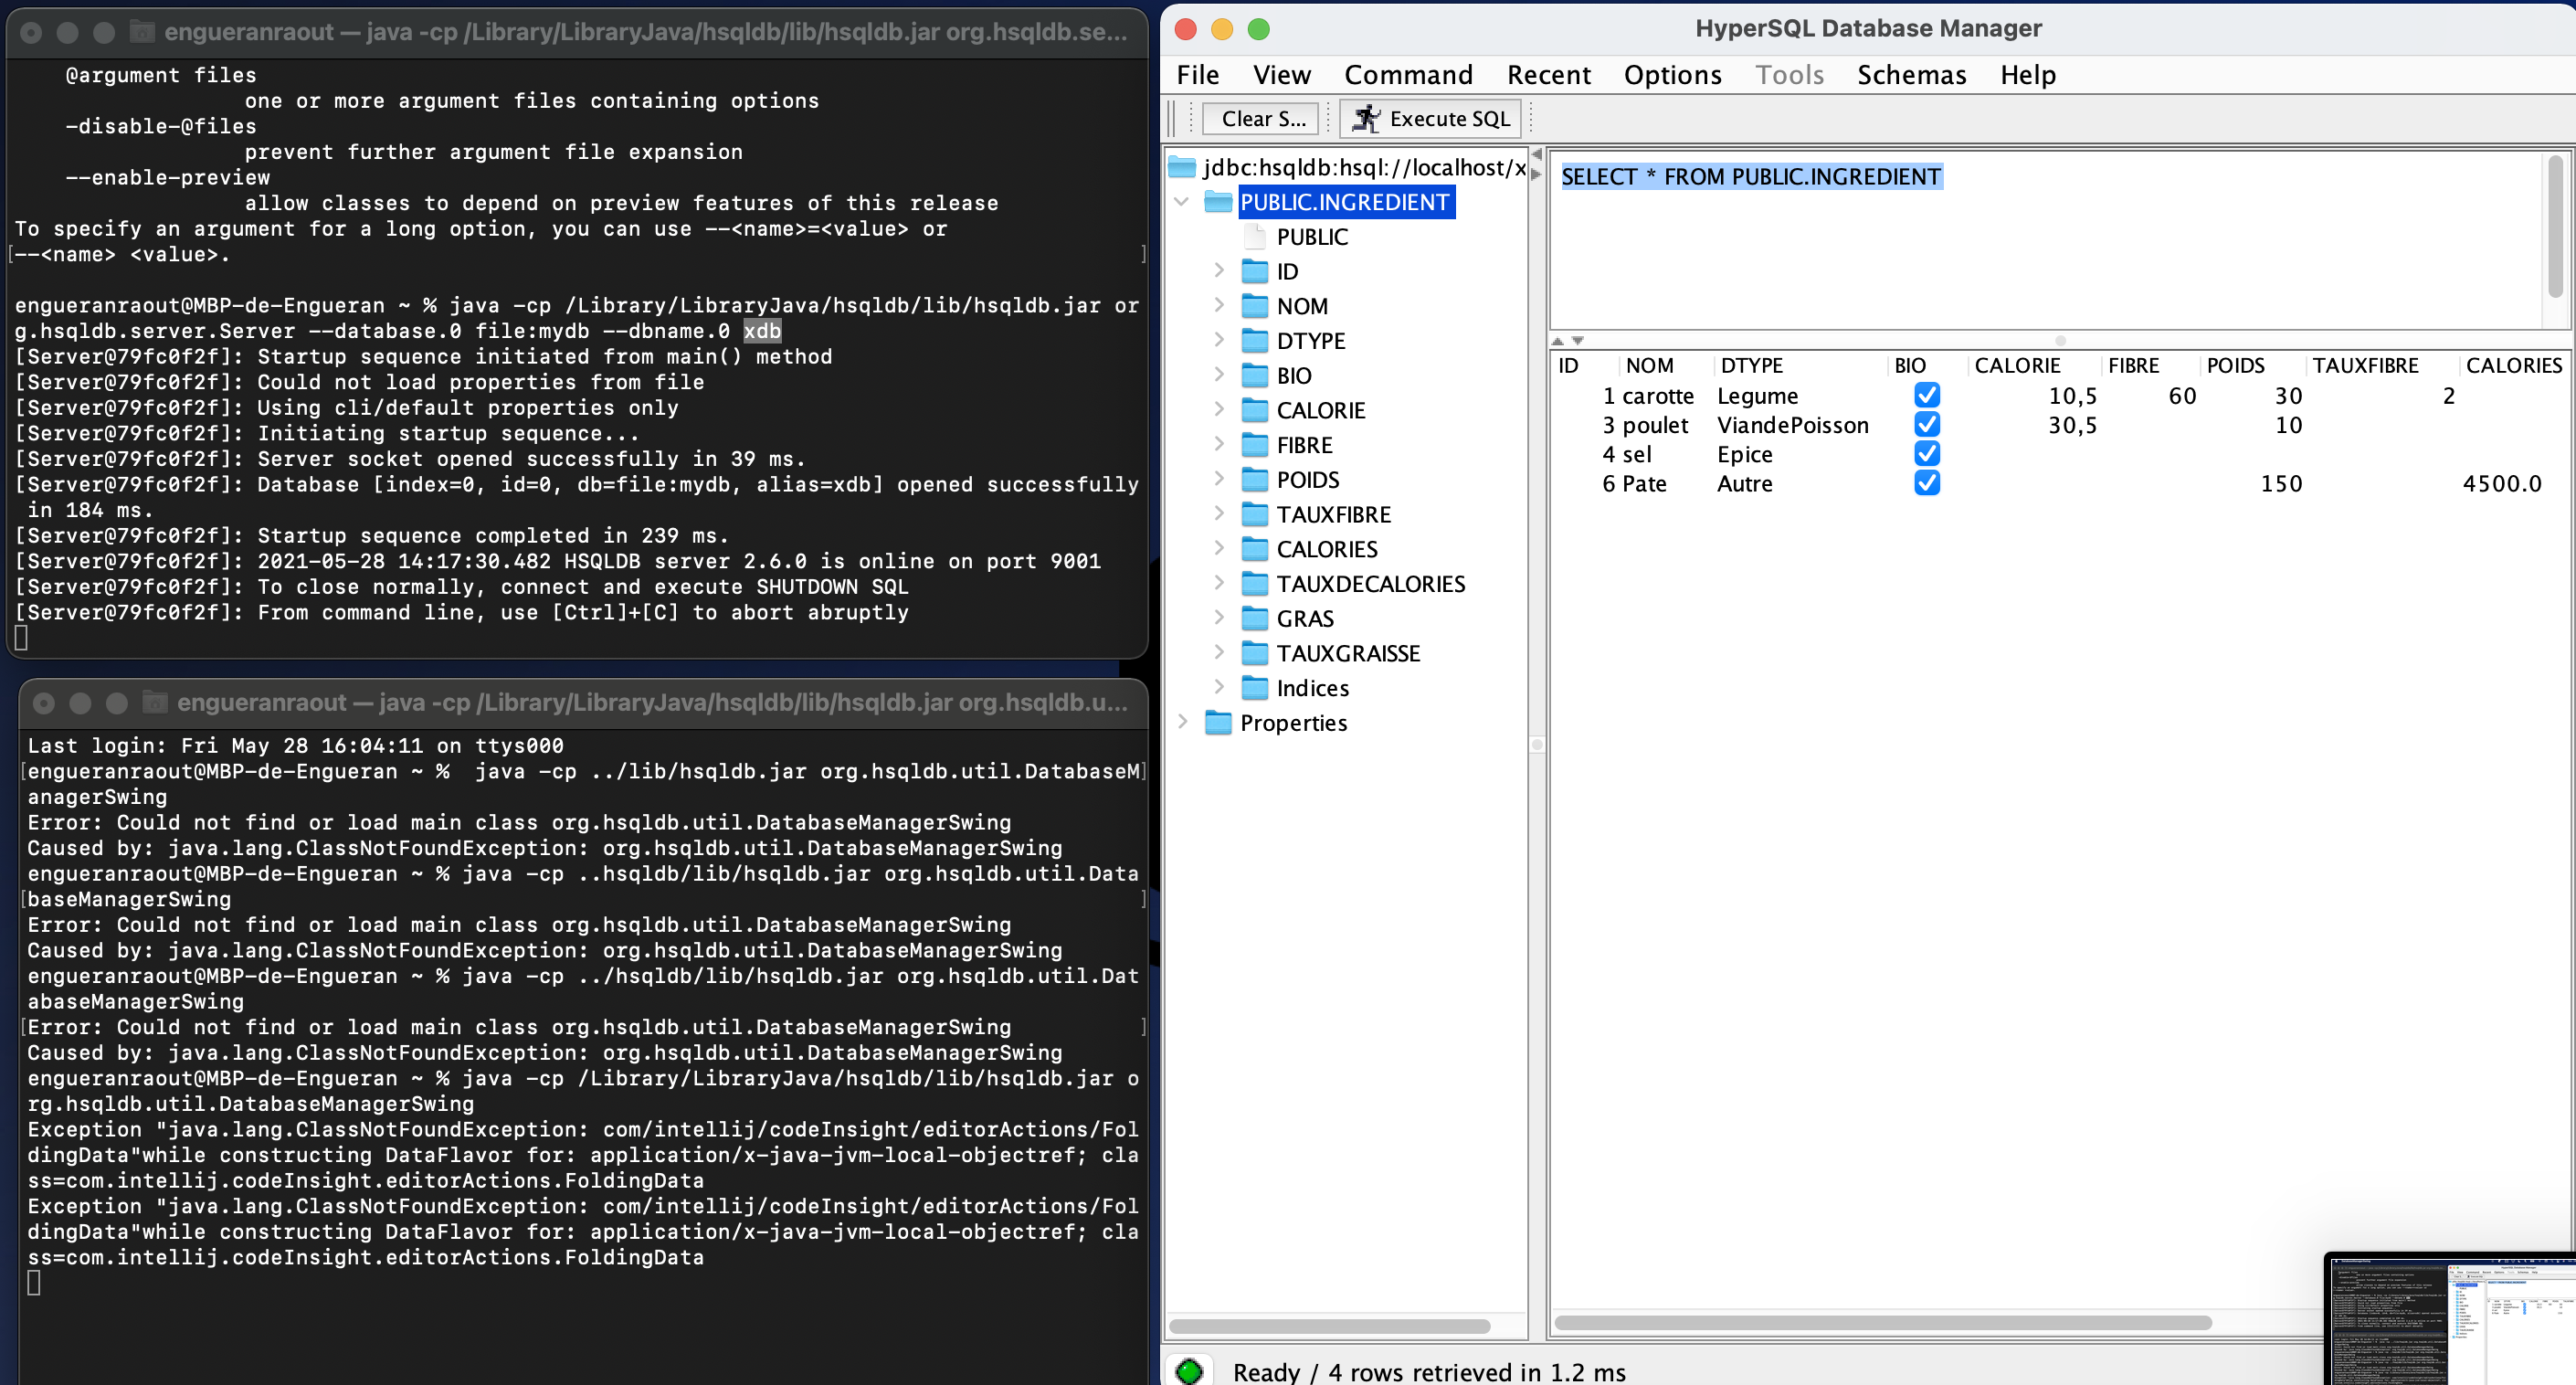 engueranraout — java -cp /Library/LibraryJava/hsqldb/lib/hsqldb.jar org.hsqldb.se...
@argument files
one or more argument files containing options
-disable-@files
prevent further argument file expansion
--enable-preview
allow classes to depend on preview features of this release
To specify an argument for a long option, you can use --<name>=<value> or
[--<name> <value>. ]
engueranraout@MBP-de-Engueran ~ % java -cp /Library/LibraryJava/hsqldb/lib/hsqldb.jar or
g.hsqldb.server.Server --database.0 file:mydb --dbname.0 xdb
[Server@79fc0f2f]: Startup sequence initiated from main() method
[Server@79fc0f2f]: Could not load properties from file
[Server@79fc0f2f]: Using cli/default properties only
[Server@79fc0f2f]: Initiating startup sequence...
[Server@79fc0f2f]: Server socket opened successfully in 39 ms.
[Server@79fc0f2f]: Database [index=0, id=0, db=file:mydb, alias=xdb] opened successfully
in 184 ms.
[Server@79fc0f2f]: Startup sequence completed in 239 ms.
[Server@79fc0f2f]: 2021-05-28 14:17:30.482 HSQLDB server 2.6.0 is online on port 9001
[Server@79fc0f2f]: To close normally, connect and execute SHUTDOWN SQL
[Server@79fc0f2f]: From command line, use [Ctrl]+[C] to abort abruptly
engueranraout — java -cp /Library/LibraryJava/hsqldb/lib/hsqldb.jar org.hsqldb.u...
Last login: Fri May 28 16:04:11 on ttys000
[engueranraout@MBP-de-Engueran ~ %  java -cp ../lib/hsqldb.jar org.hsqldb.util.DatabaseM]
anagerSwing
Error: Could not find or load main class org.hsqldb.util.DatabaseManagerSwing
Caused by: java.lang.ClassNotFoundException: org.hsqldb.util.DatabaseManagerSwing
engueranraout@MBP-de-Engueran ~ % java -cp ..hsqldb/lib/hsqldb.jar org.hsqldb.util.Data
[baseManagerSwing ]
Error: Could not find or load main class org.hsqldb.util.DatabaseManagerSwing
Caused by: java.lang.ClassNotFoundException: org.hsqldb.util.DatabaseManagerSwing
engueranraout@MBP-de-Engueran ~ % java -cp ../hsqldb/lib/hsqldb.jar org.hsqldb.util.Dat
abaseManagerSwing
[Error: Could not find or load main class org.hsqldb.util.DatabaseManagerSwing ]
Caused by: java.lang.ClassNotFoundException: org.hsqldb.util.DatabaseManagerSwing
engueranraout@MBP-de-Engueran ~ % java -cp /Library/LibraryJava/hsqldb/lib/hsqldb.jar o
rg.hsqldb.util.DatabaseManagerSwing
Exception "java.lang.ClassNotFoundException: com/intellij/codeInsight/editorActions/Fol
dingData"while constructing DataFlavor for: application/x-java-jvm-local-objectref; cla
ss=com.intellij.codeInsight.editorActions.FoldingData
Exception "java.lang.ClassNotFoundException: com/intellij/codeInsight/editorActions/Fol
dingData"while constructing DataFlavor for: application/x-java-jvm-local-objectref; cla
ss=com.intellij.codeInsight.editorActions.FoldingData
HyperSQL Database Manager
File View Command Recent Options Tools Schemas Help
Clear S... Execute SQL
jdbc:hsqldb:hsql://localhost/x
PUBLIC.INGREDIENT
PUBLIC
ID
NOM
DTYPE
BIO
CALORIE
FIBRE
POIDS
TAUXFIBRE
CALORIES
TAUXDECALORIES
GRAS
TAUXGRAISSE
Indices
Properties
SELECT * FROM PUBLIC.INGREDIENT
ID NOM DTYPE BIO CALORIE FIBRE POIDS TAUXFIBRE CALORIES
1 carotte Legume 10,5 60 30 2
3 poulet ViandePoisson 30,5 10
4 sel Epice
6 Pate Autre 150 4500.0
Ready / 4 rows retrieved in 1.2 ms